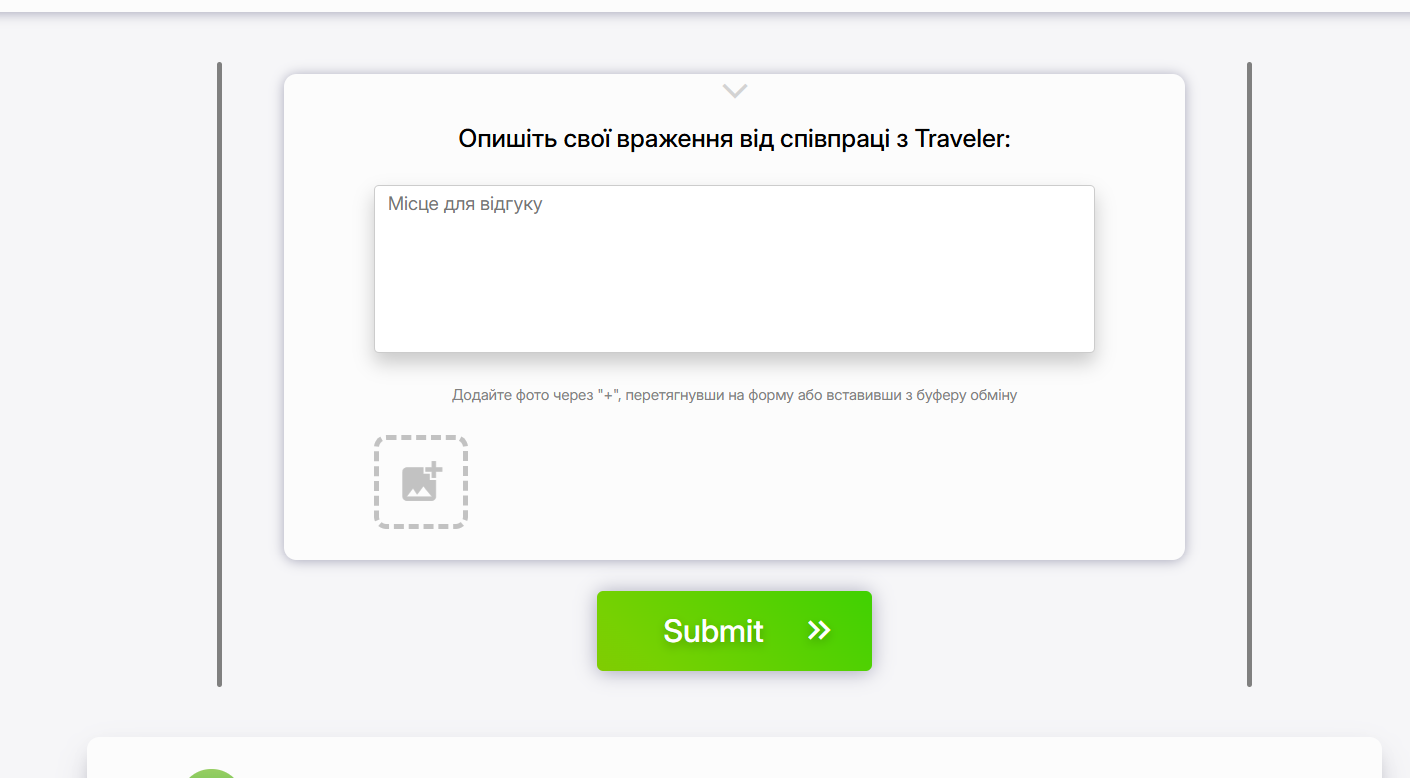 Опишіть свої враження від співпраці з Traveler:
Місце для відгуку
Додайте фото через "+", перетягнувши на форму або вставивши з буферу обміну
Submit